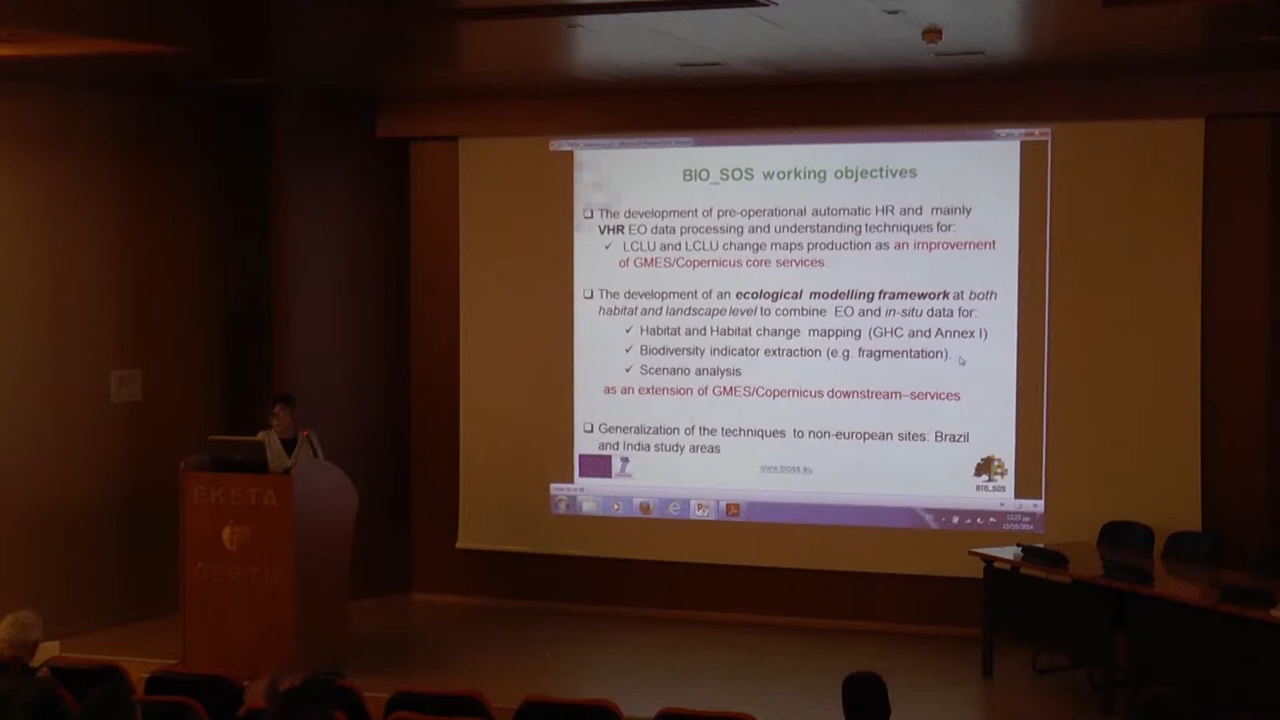 BIO_SOS working objectives
❑ The development of pre-operational automatic HR and mainly
VHR EO data processing and understanding techniques for:
✓ LCLU and LCLU change maps production as an improvement
of GMES/Copernicus core services.
❑ The development of an ecological modelling framework at both
habitat and landscape level to combine EO and in-situ data for:
✓ Habitat and Habitat change mapping (GHC and Annex I)
✓ Biodiversity indicator extraction (e.g. fragmentation).
✓ Scenario analysis
as an extension of GMES/Copernicus downstream–services
❑ Generalization of the techniques to non-european sites: Brazil
and India study areas
BIO_SOS
15/10/2014
EKETA
CERTH